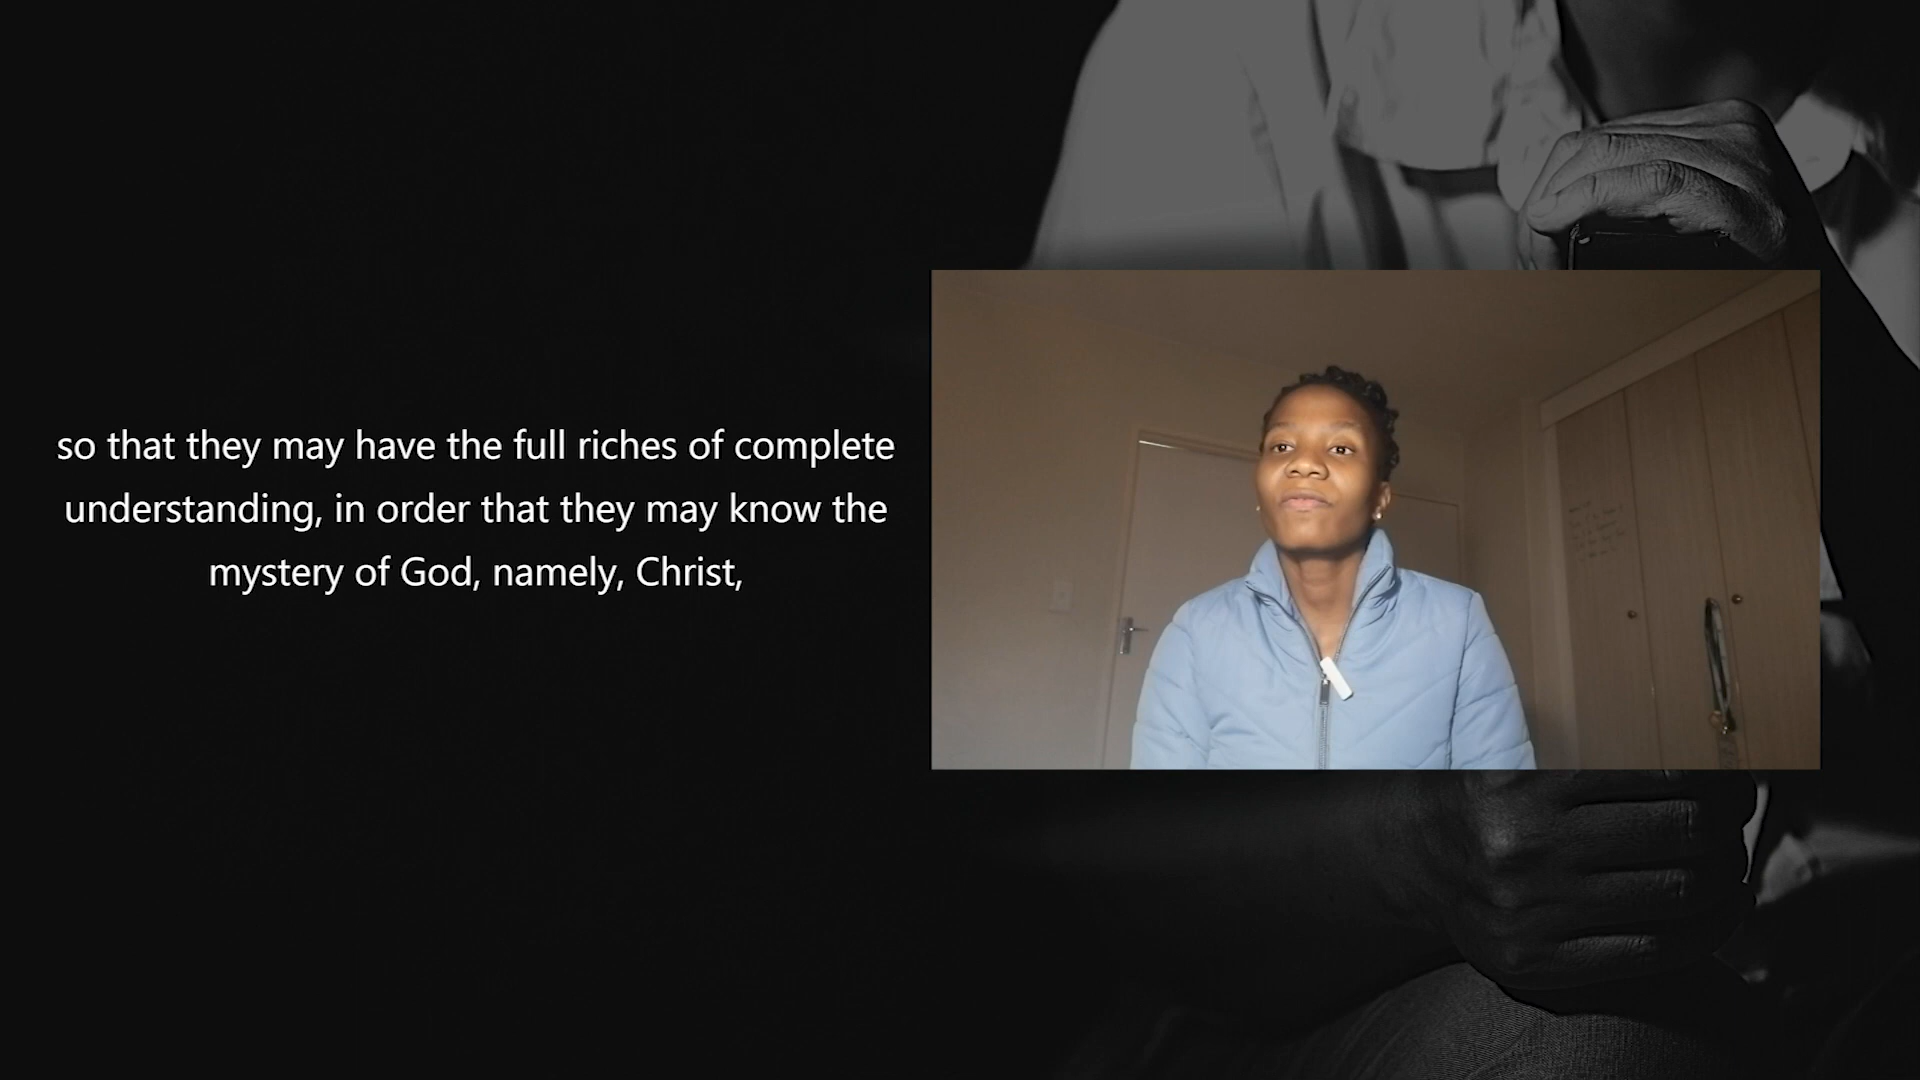 so that they may have the full riches of complete
understanding, in order that they may know the
mystery of God, namely, Christ,